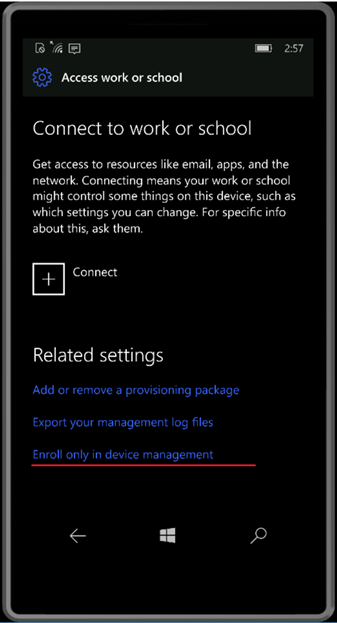 2:57
Access work or school
Connect to work or school
Get access to resources like email, apps, and the
network. Connecting means your work or school
might control some things on this device, such as
which settings you can change. For specific info
about this, ask them.
Connect
Related settings
Add or remove a provisioning package
Export your management log files
Enroll only in device management